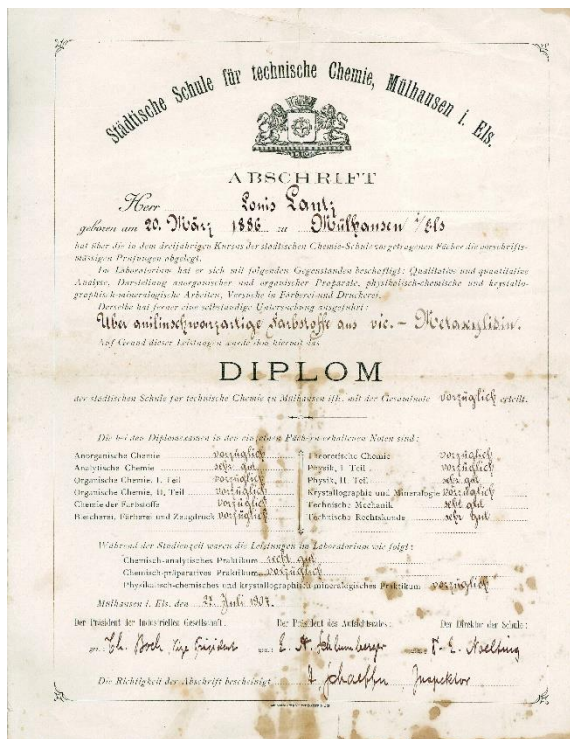 Städtische Schule für technische Chemie, Mülhausen i. Els.
ABSCHRIFT
Herr Louis Lantz
geboren am 20. März 1886 zu Mülhausen i/Els
hat über die in dem dreijährigen Kursus der städtischen Chemie-Schule vorgetragenen Fächer die vorschrifts-
mässigen Prüfungen abgelegt.
Im Laboratorium hat er sich mit folgenden Gegenständen beschäftigt: Qualitative und quantitative
Analyse, Darstellung anorganischer und organischer Präparate, physikalisch-chemische und krystallo-
graphisch-mineralogische Arbeiten, Versuche in Färberei und Druckerei.
Derselbe hat ferner eine selbständige Untersuchung ausgeführt:
Über anilinschwarzartige Farbstoffe aus vic. - Metaxylidin.
Auf Grund dieser Leistungen wurde ihm hiermit das
DIPLOM
der städtischen Schule für technische Chemie zu Mülhausen i/E. mit der Gesamtnote vorzüglich erteilt.
Die bei den Diplomexamen in den einzelnen Fächern erhaltenen Noten sind:
Anorganische Chemie vorzüglich
Analytische Chemie sehr gut
Organische Chemie, I. Teil vorzüglich
Organische Chemie, II. Teil vorzüglich
Chemie der Farbstoffe vorzüglich
Bleicherei, Färberei und Zeugdruck vorzüglich
Theoretische Chemie vorzüglich
Physik, I. Teil vorzüglich
Physik, II. Teil sehr gut
Krystallographie und Mineralogie vorzüglich
Technische Mechanik sehr gut
Technische Rechtskunde sehr gut
Während der Studienzeit waren die Leistungen im Laboratorium wie folgt:
Chemisch-analytisches Praktikum sehr gut
Chemisch-präparatives Praktikum vorzüglich
Physikalisch-chemisches und krystallographisch-mineralogisches Praktikum vorzüglich
Mülhausen i. Els. den Juli 1907.
Der Präsident der Industriellen Gesellschaft:
Der Präsident des Aufsichtsrates:
Der Direktor der Schule:
gez. Th. Boch, Vize Präsident
gez. E. A. Schlumberger
E. Noelting
Die Richtigkeit der Abschrift bescheinigt Inspektor